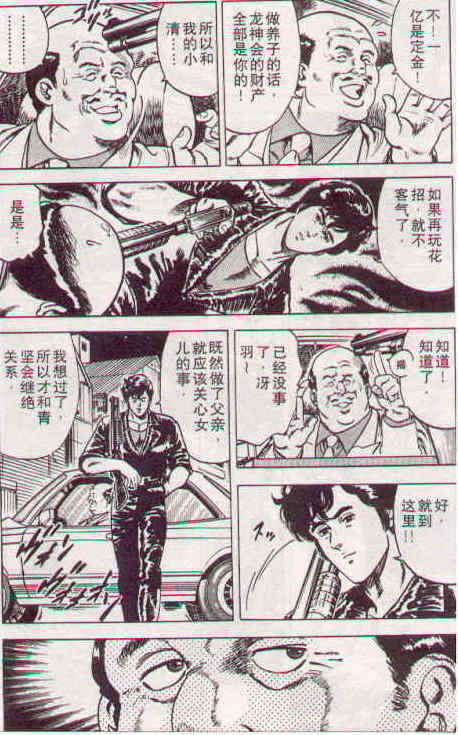 不！一
亿是定金！
做养子的话，
龙神会的财产
全部是你的！
所以和
我的小
清……
…………
…………
如果再玩花
招，就不
客气了．
是是…
知道！
知道了．
已经没事
了，冴
羽～
好，
就到
这里!!
既然做了父亲，
就应该关心女
儿的事．
我想过了，
所以才和青
坚会继绝
关系．